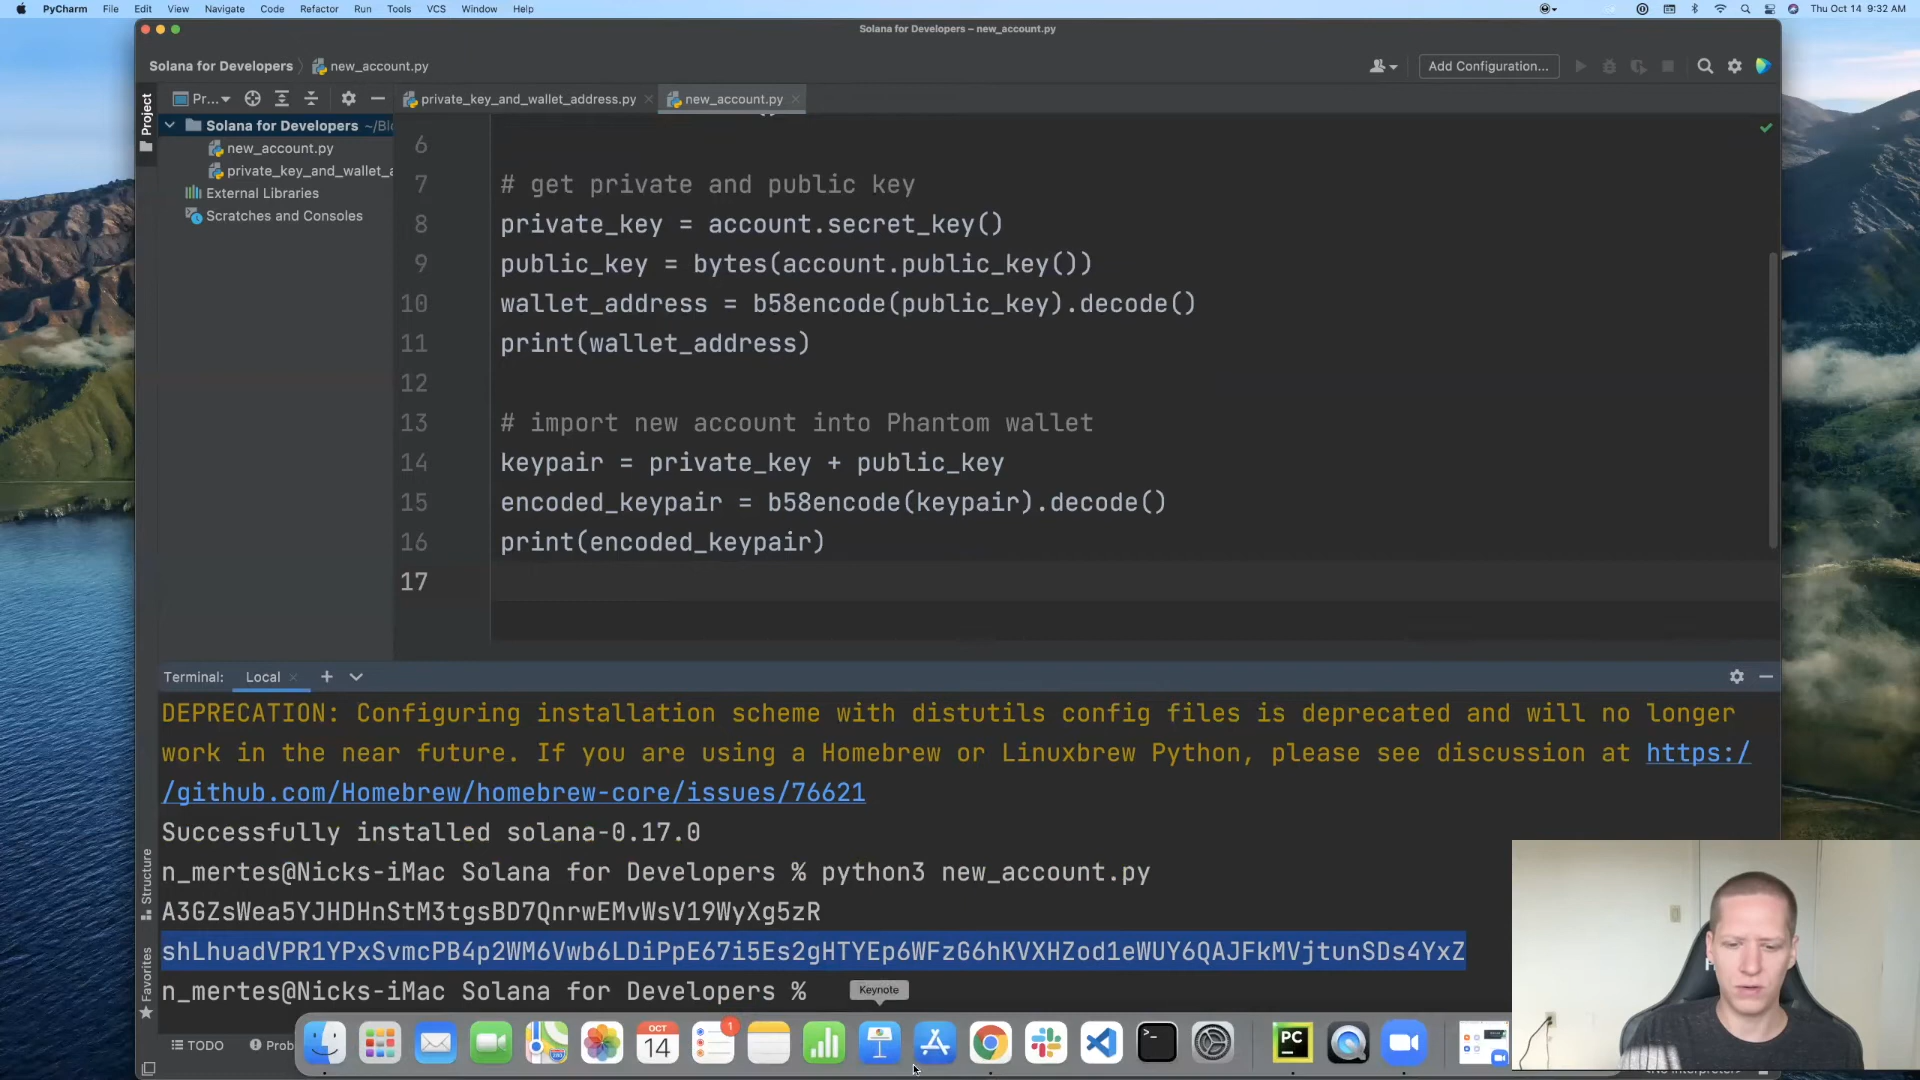 PyCharm File Edit View Navigate Code Refactor Run Tools VCS Window Help Thu Oct 14 9:32 AM
Solana for Developers – new_account.py
Solana for Developers new_account.py Add Configuration...
Project Pr... private_key_and_wallet_address.py new_account.py
Solana for Developers ~/Blo
new_account.py
private_key_and_wallet_a
External Libraries
Scratches and Consoles
6
7 # get private and public key
8 private_key = account.secret_key()
9 public_key = bytes(account.public_key())
10 wallet_address = b58encode(public_key).decode()
11 print(wallet_address)
12
13 # import new account into Phantom wallet
14 keypair = private_key + public_key
15 encoded_keypair = b58encode(keypair).decode()
16 print(encoded_keypair)
17
Terminal: Local
DEPRECATION: Configuring installation scheme with distutils config files is deprecated and will no longer
work in the near future. If you are using a Homebrew or Linuxbrew Python, please see discussion at https:/
/github.com/Homebrew/homebrew-core/issues/76621
Successfully installed solana-0.17.0
n_mertes@Nicks-iMac Solana for Developers % python3 new_account.py
A3GZsWea5YJHDHnStM3tgsBD7QnrwEMvWsV19WyXg5zR
shLhuadVPR1YPxSvmcPB4p2WM6Vwb6LDiPpE67i5Es2gHTYEp6WFzG6hKVXHZod1eWUY6QAJFkMVjtunSDs4YxZ
n_mertes@Nicks-iMac Solana for Developers %
Structure
Favorites
Keynote
TODO Prob
OCT
14
1
PC